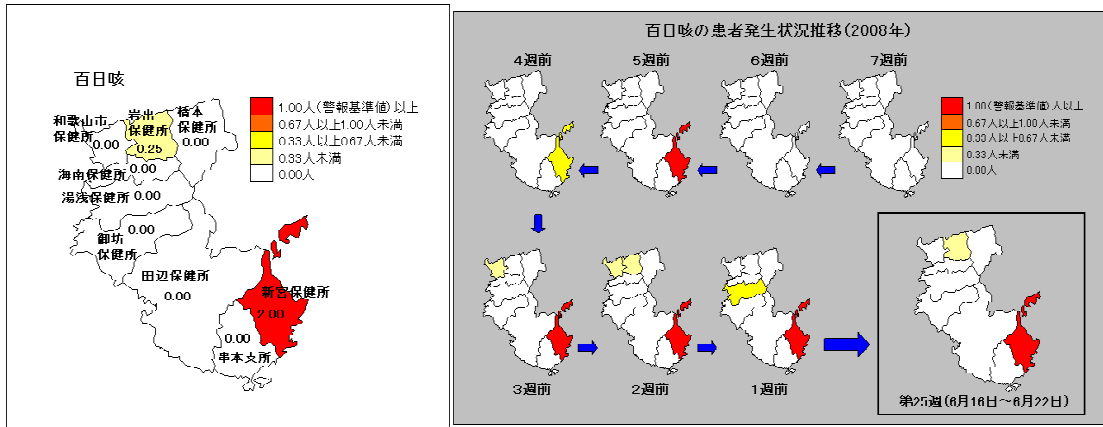 百日咳
和歌山市
保健所
0.00
岩出
保健所
0.25
橋本
保健所
0.00
海南保健所
0.00
湯浅保健所
0.00
御坊
保健所
0.00
田辺保健所
0.00
新宮保健所
2.00
0.00
串本支所
1.00人(警報基準値)以上
0.67人以上1.00人未満
0.33人以上0.67人未満
0.33人未満
0.00人
百日咳の患者発生状況推移(2008年)
4週前
5週前
6週前
7週前
1.00(警報基準値)人以上
0.67人以上1.00人未満
0.33人以上0.67人未満
0.33人未満
0.00人
3週前
2週前
1週前
第25週(6月16日～6月22日)